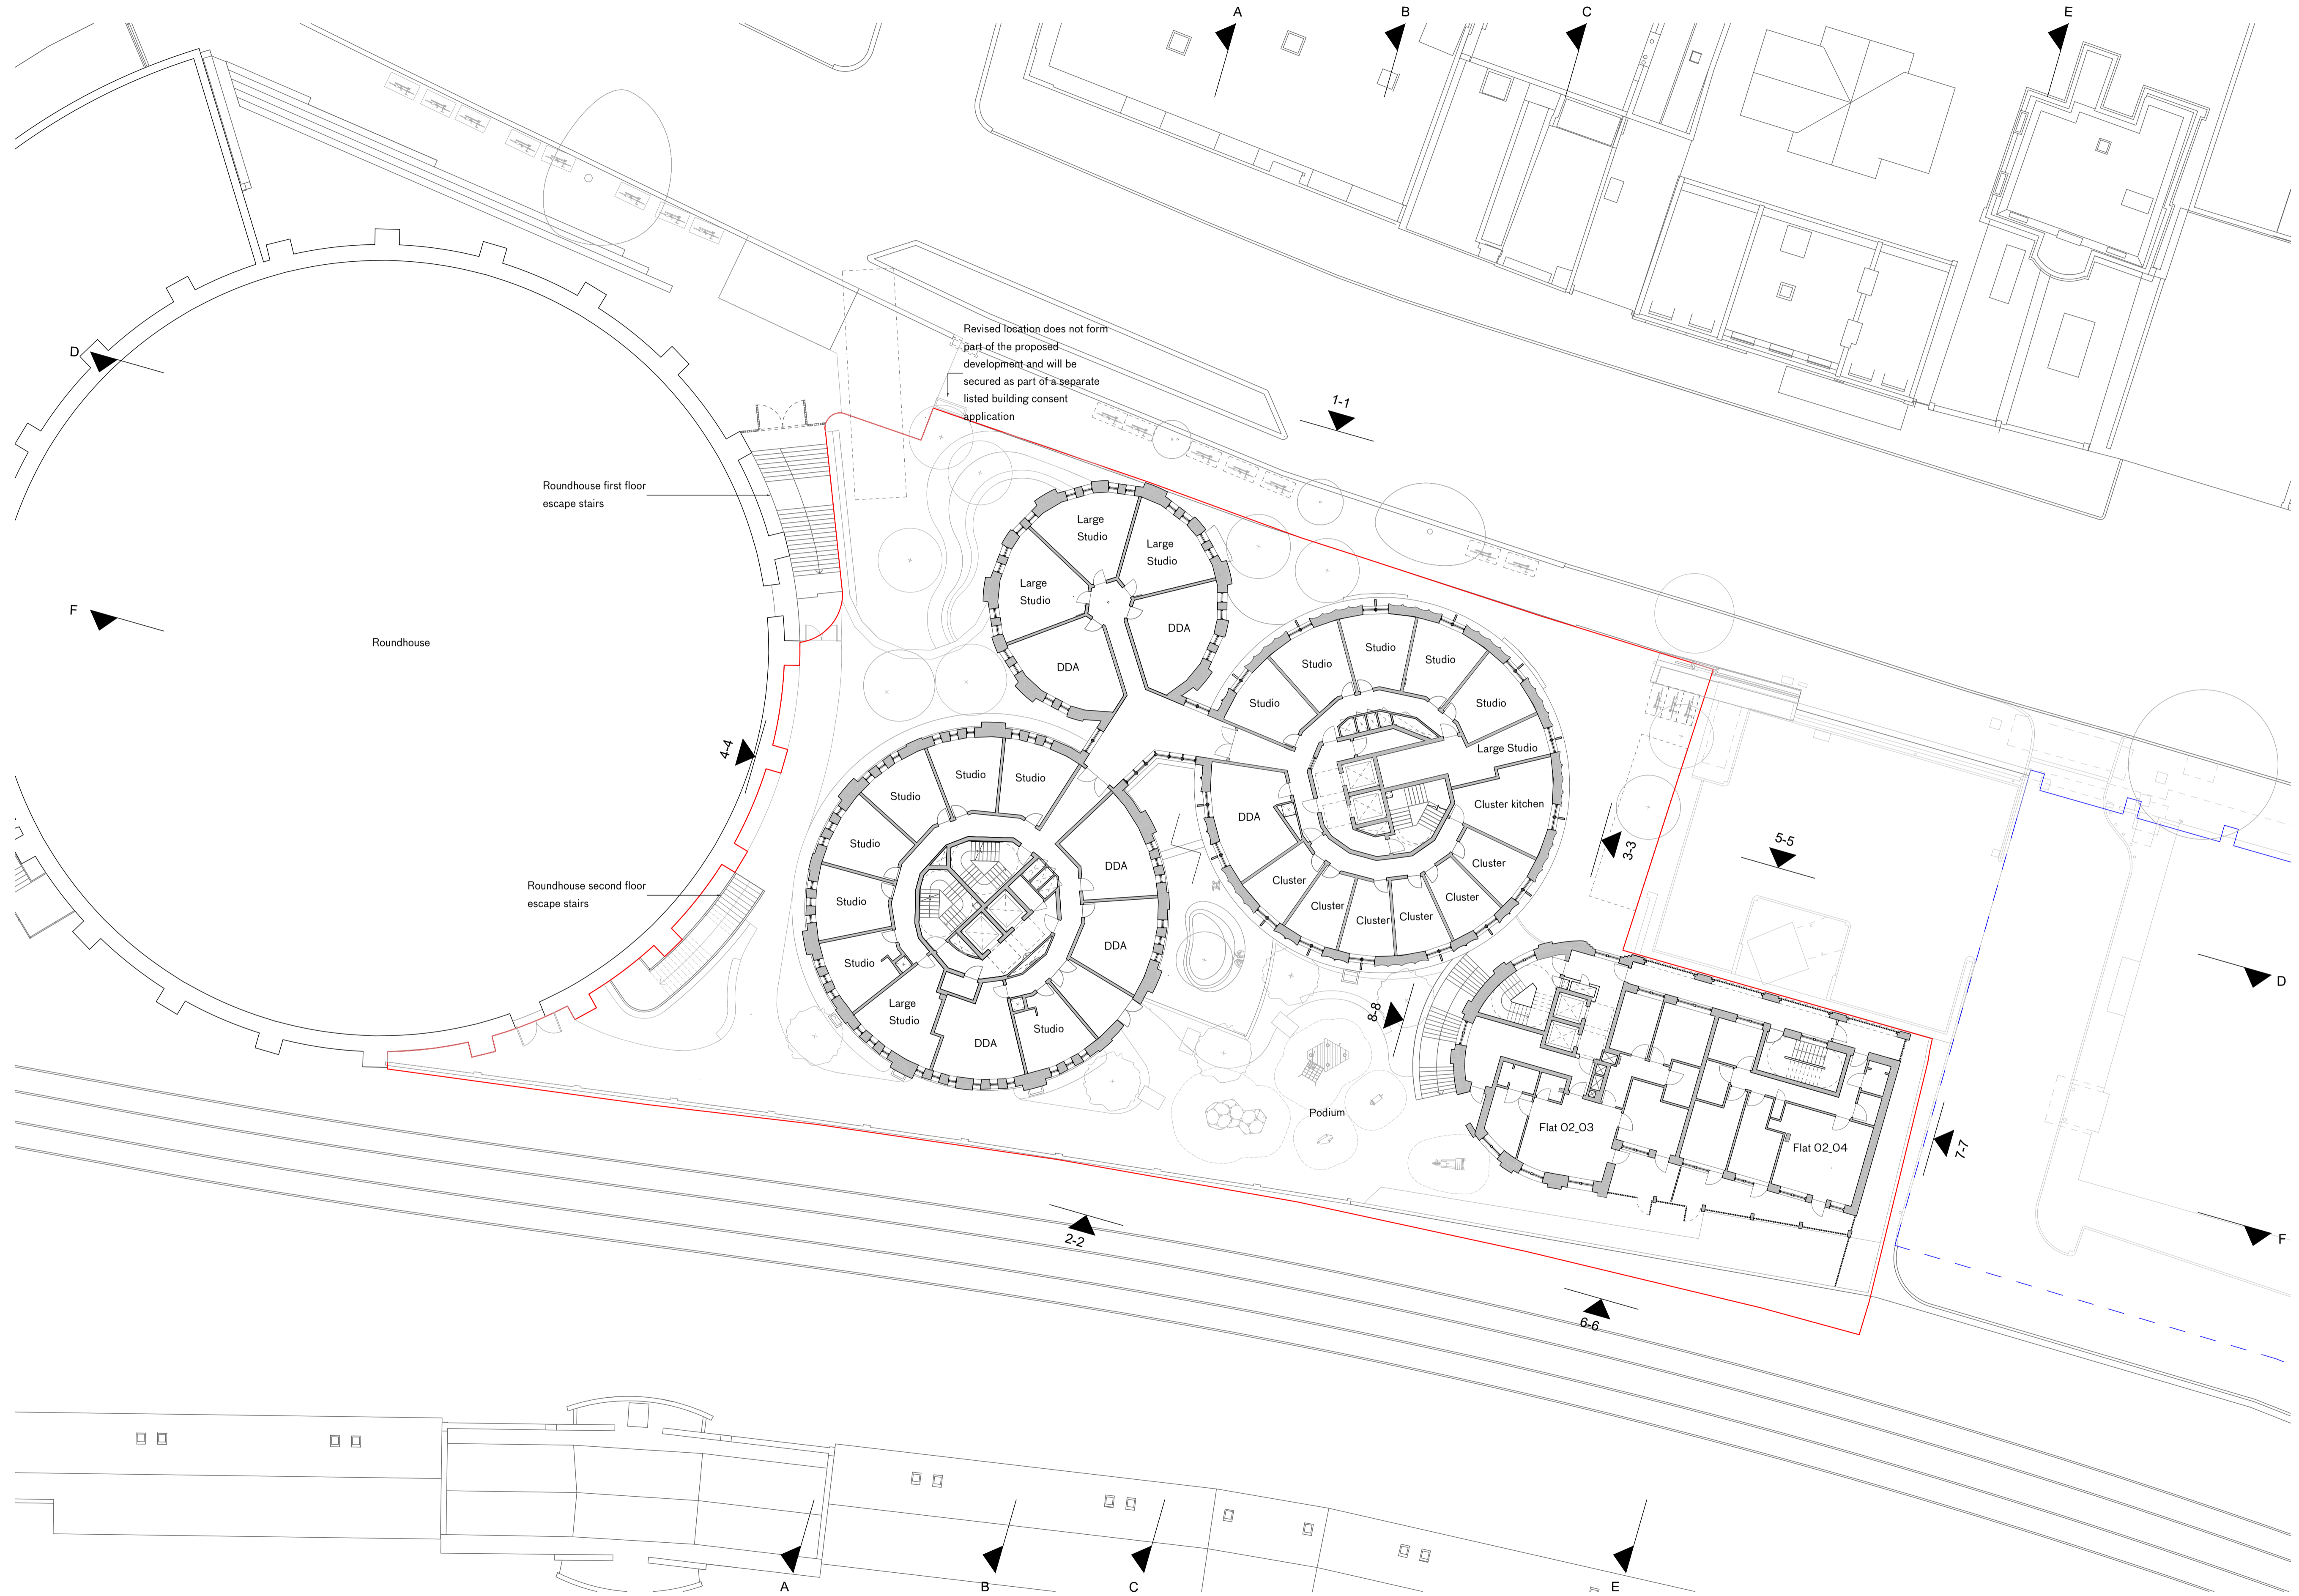 A
B
C
E
Revised location does not form
part of the proposed
development and will be
secured as part of a separate
listed building consent
application
D
1-1
Roundhouse first floor
escape stairs
Large
Studio
Large
Studio
Large
Studio
DDA
DDA
F
Roundhouse
Studio
Studio
Studio
Studio
Studio
Large Studio
Cluster kitchen
DDA
Cluster
Cluster
Cluster
Cluster
Cluster
Cluster
4-4
Studio
Studio
Studio
Studio
Studio
Studio
Large
Studio
DDA
Studio
DDA
DDA
Roundhouse second floor
escape stairs
3-3
5-5
D
8-8
Podium
Flat 02_03
Flat 02_04
7-7
F
2-2
6-6
A
B
C
E